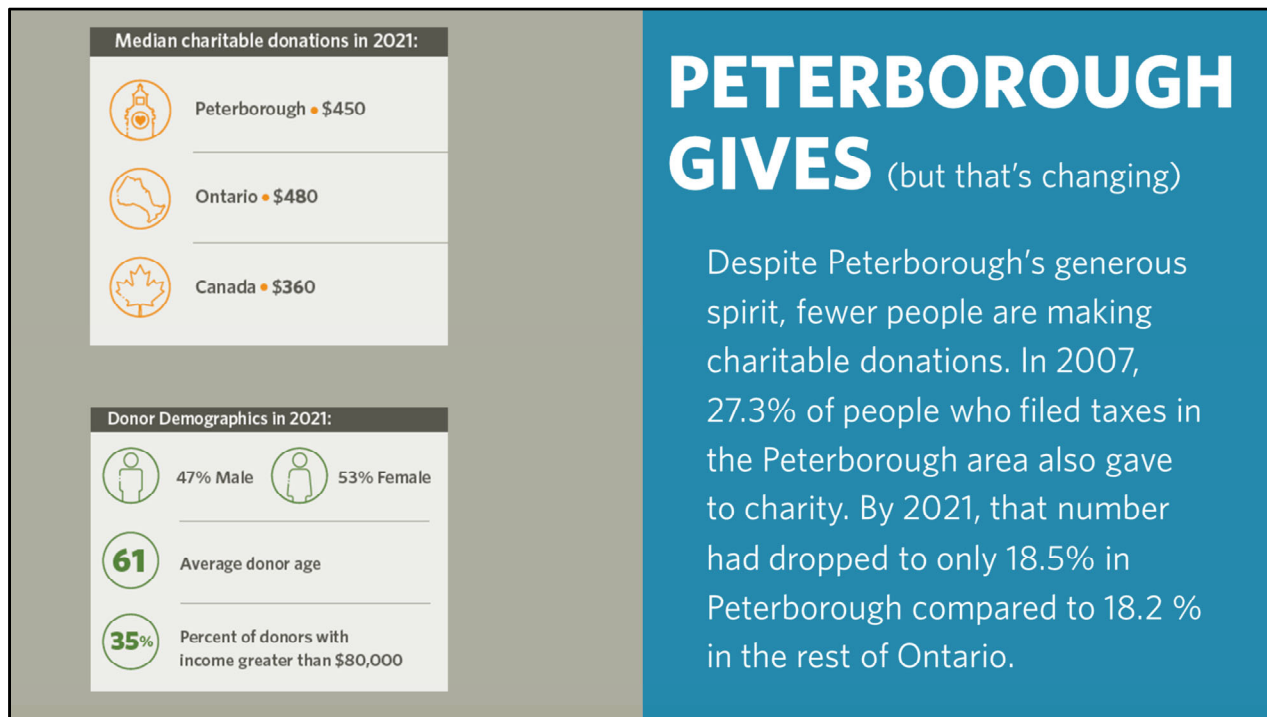 Median charitable donations in 2021:
Peterborough • $450
Ontario • $480
Canada • $360
Donor Demographics in 2021:
47% Male
53% Female
61
Average donor age
35%
Percent of donors with
income greater than $80,000
PETERBOROUGH
GIVES (but that's changing)
Despite Peterborough's generous
spirit, fewer people are making
charitable donations. In 2007,
27.3% of people who filed taxes in
the Peterborough area also gave
to charity. By 2021, that number
had dropped to only 18.5% in
Peterborough compared to 18.2 %
in the rest of Ontario.